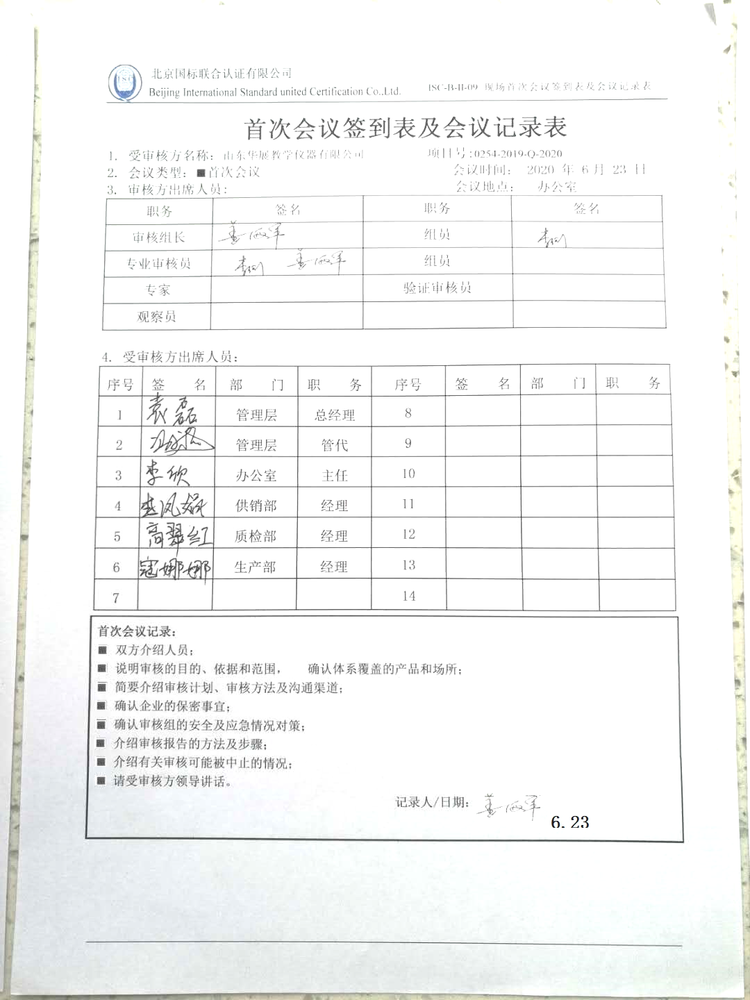 北京国标联合认证有限公司
Beijing International Standard united Certification Co.,Ltd.
ISC-B-II-09 现场首次会议签到表及会议记录表
首次会议签到表及会议记录表
1. 受审核方名称：山东华展教学仪器有限公司 项目号:0254-2019-Q-2020
2. 会议类型：■首次会议 会议时间： 2020 年 6 月 23 日
3. 审核方出席人员： 会议地点： 办公室
职务 签名 职务 签名
审核组长 组员
专业审核员 组员
专家 验证审核员
观察员
4. 受审核方出席人员：
序号 签 名 部 门 职 务 序号 签 名 部 门 职 务
1 袁磊 管理层 总经理 8
2 管理层 管代 9
3 李欣 办公室 主任 10
4 供销部 经理 11
5 高翠红 质检部 经理 12
6 寇娜娜 生产部 经理 13
7 14
首次会议记录：
■ 双方介绍人员；
■ 说明审核的目的、依据和范围， 确认体系覆盖的产品和场所；
■ 简要介绍审核计划、审核方法及沟通渠道；
■ 确认企业的保密事宜；
■ 确认审核组的安全及应急情况对策；
■ 介绍审核报告的方法及步骤；
■ 介绍有关审核可能被中止的情况；
■ 请受审核方领导讲话。
记录人/日期：
6.23